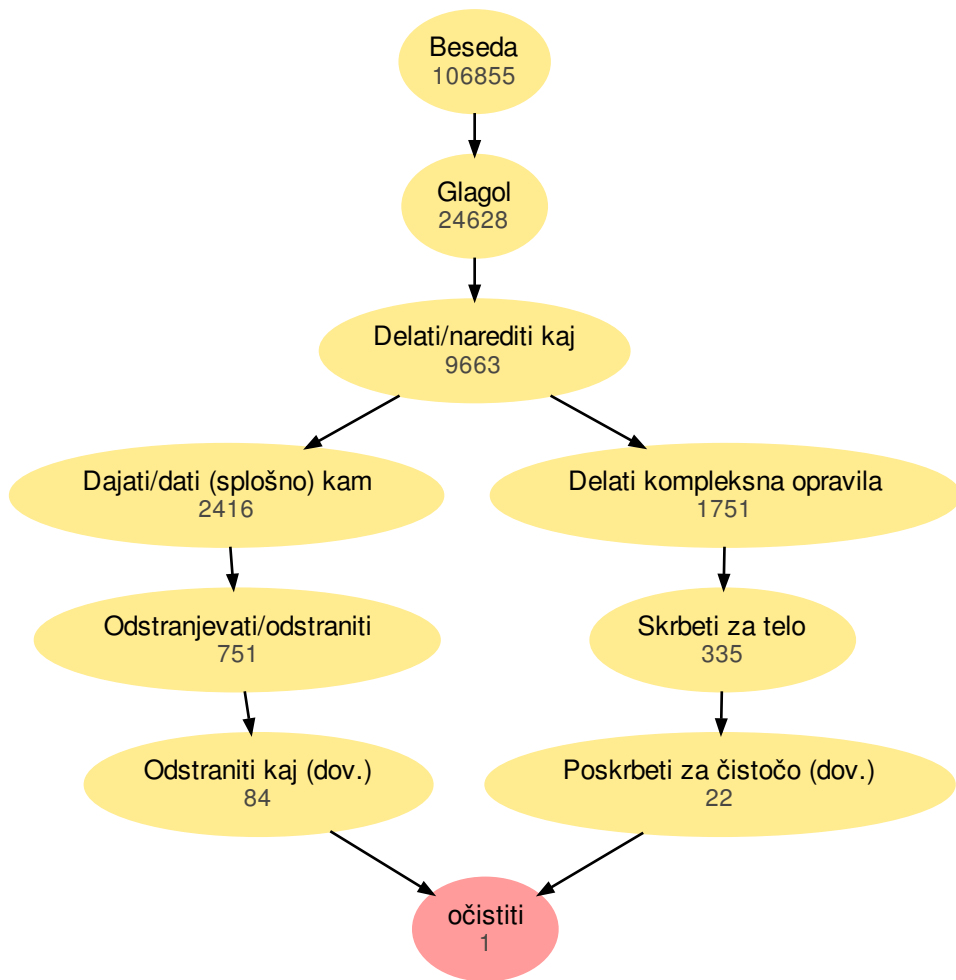 Beseda
106855
Glagol
24628
Delati/narediti kaj
9663
Dajati/dati (splošno) kam
2416
Delati kompleksna opravila
1751
Odstranjevati/odstraniti
751
Skrbeti za telo
335
Odstraniti kaj (dov.)
84
Poskrbeti za čistočo (dov.)
22
očistiti
1